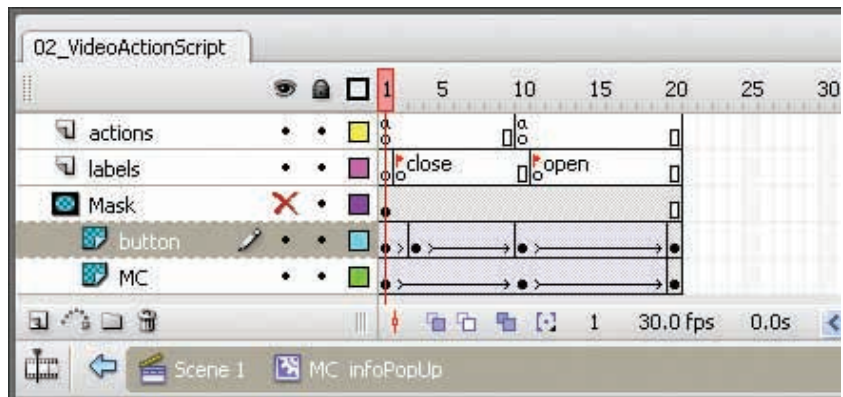 02_VideoActionScript
1 5 10 15 20 25 30
actions a a
labels close open
Mask
button
MC
1 30.0 fps 0.0s
Scene 1 MC infoPopUp